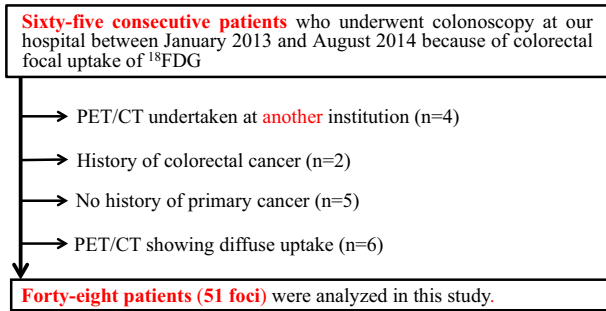 Sixty-five consecutive patients who underwent colonoscopy at our
hospital between January 2013 and August 2014 because of colorectal
focal uptake of ¹⁸FDG
PET/CT undertaken at another institution (n=4)
History of colorectal cancer (n=2)
No history of primary cancer (n=5)
PET/CT showing diffuse uptake (n=6)
Forty-eight patients (51 foci) were analyzed in this study.